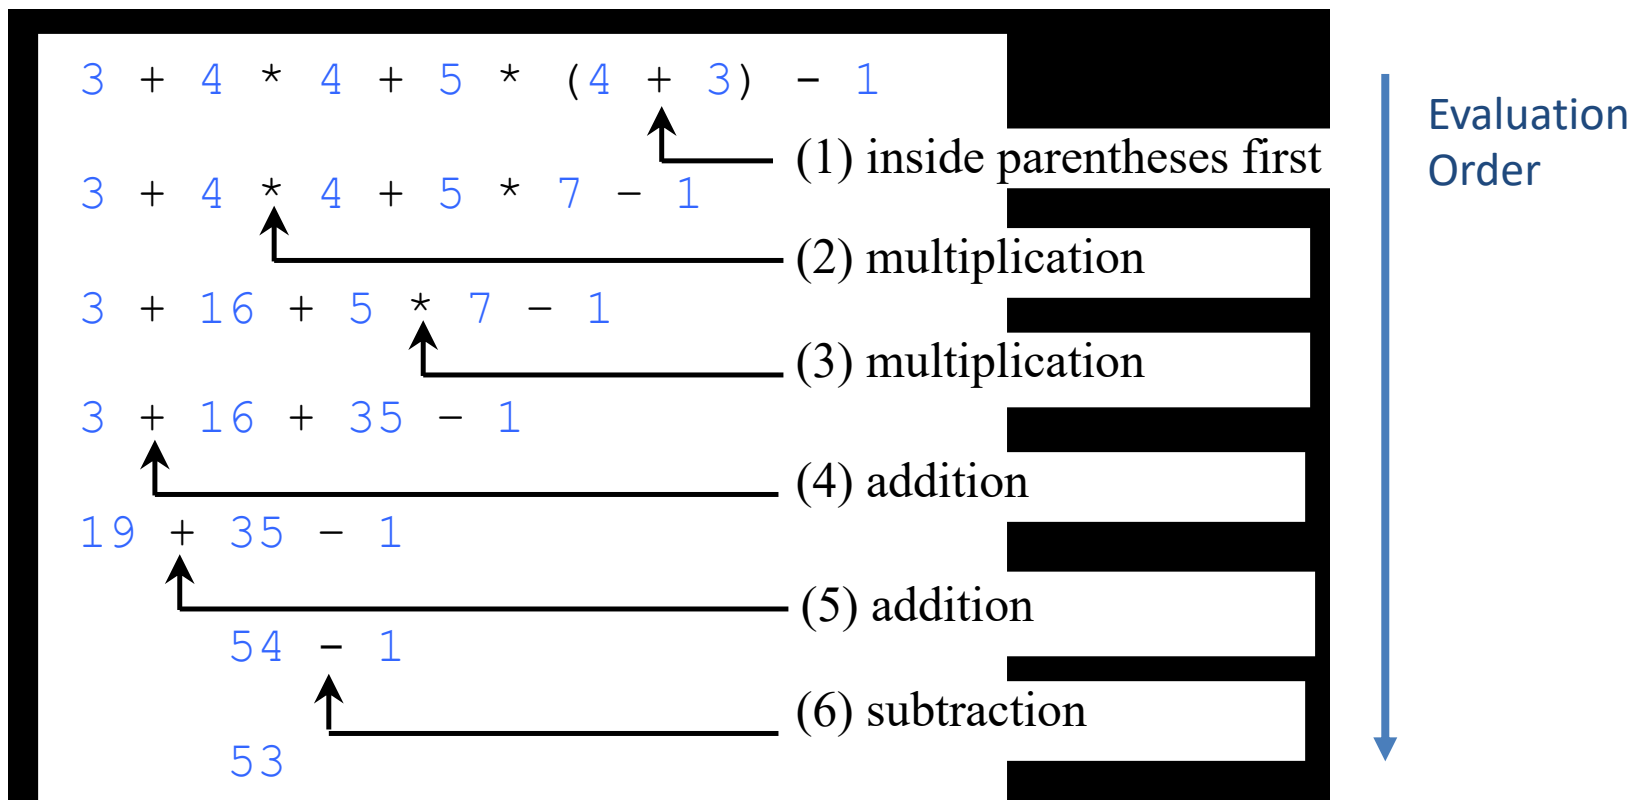 3 + 4 * 4 + 5 * (4 + 3) - 1
(1) inside parentheses first
3 + 4 * 4 + 5 * 7 – 1
(2) multiplication
3 + 16 + 5 * 7 – 1
(3) multiplication
3 + 16 + 35 – 1
(4) addition
19 + 35 – 1
(5) addition
54 - 1
(6) subtraction
53
Evaluation
Order